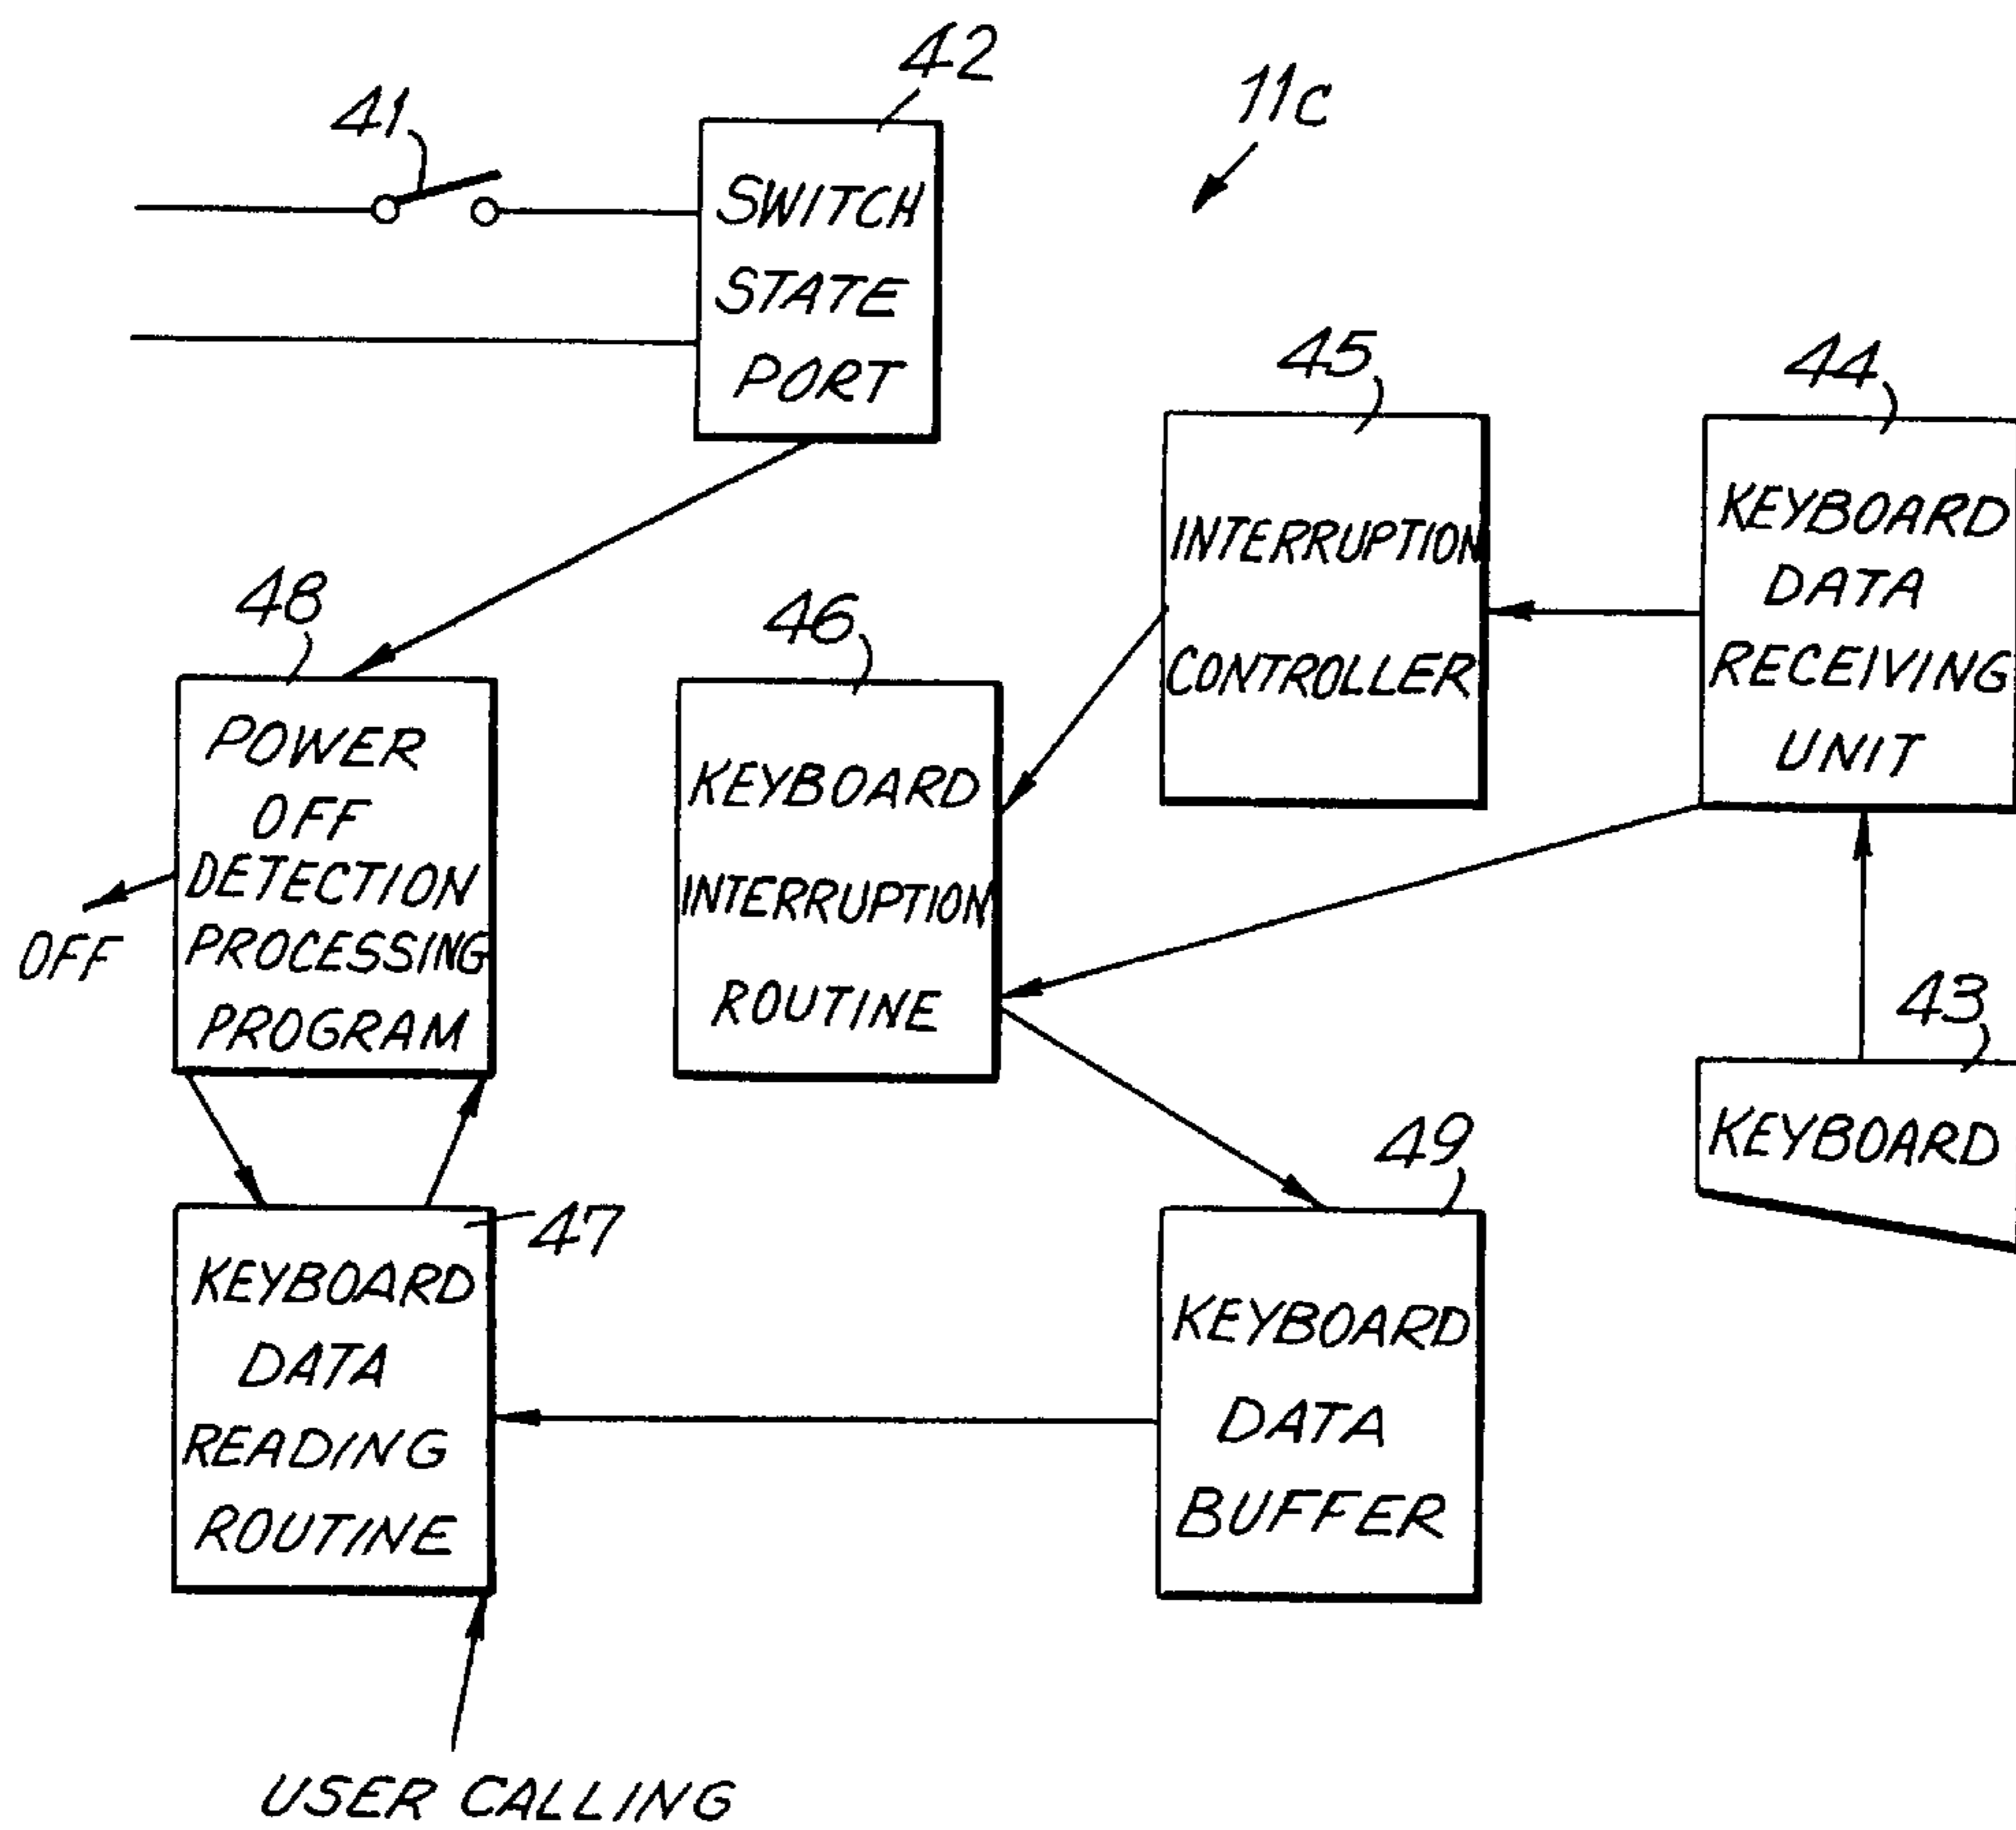 42
11C
41
SWITCH
STATE
PORT
45
44
INTERRUPTION
CONTROLLER
KEYBOARD
DATA
RECEIVING
UNIT
48
46
POWER
OFF
DETECTION
PROCESSING
PROGRAM
OFF
KEYBOARD
INTERRUPTION
ROUTINE
43
KEYBOARD
49
47
KEYBOARD
DATA
READING
ROUTINE
KEYBOARD
DATA
BUFFER
USER CALLING